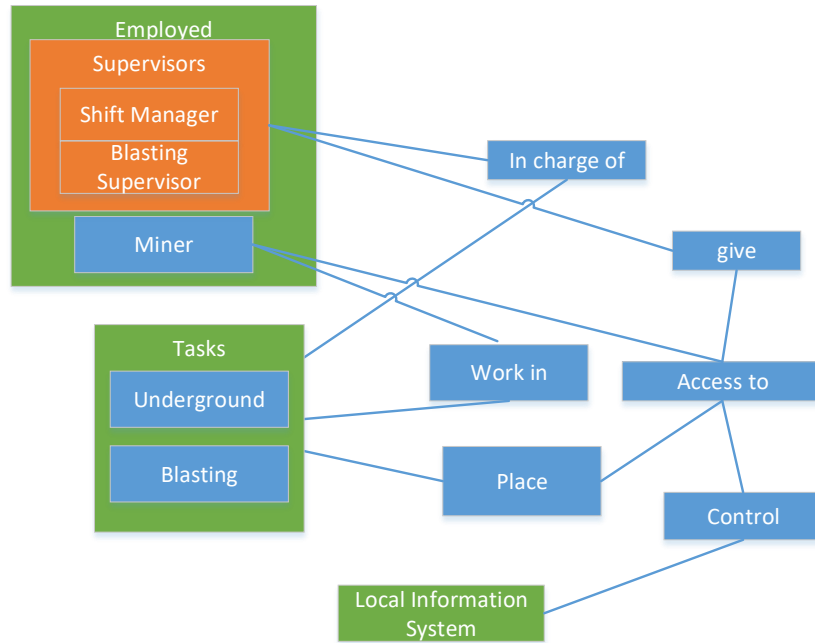 Employed
Supervisors
Shift Manager
Blasting
Supervisor
Miner
In charge of
give
Tasks
Underground
Blasting
Work in
Access to
Place
Control
Local Information
System